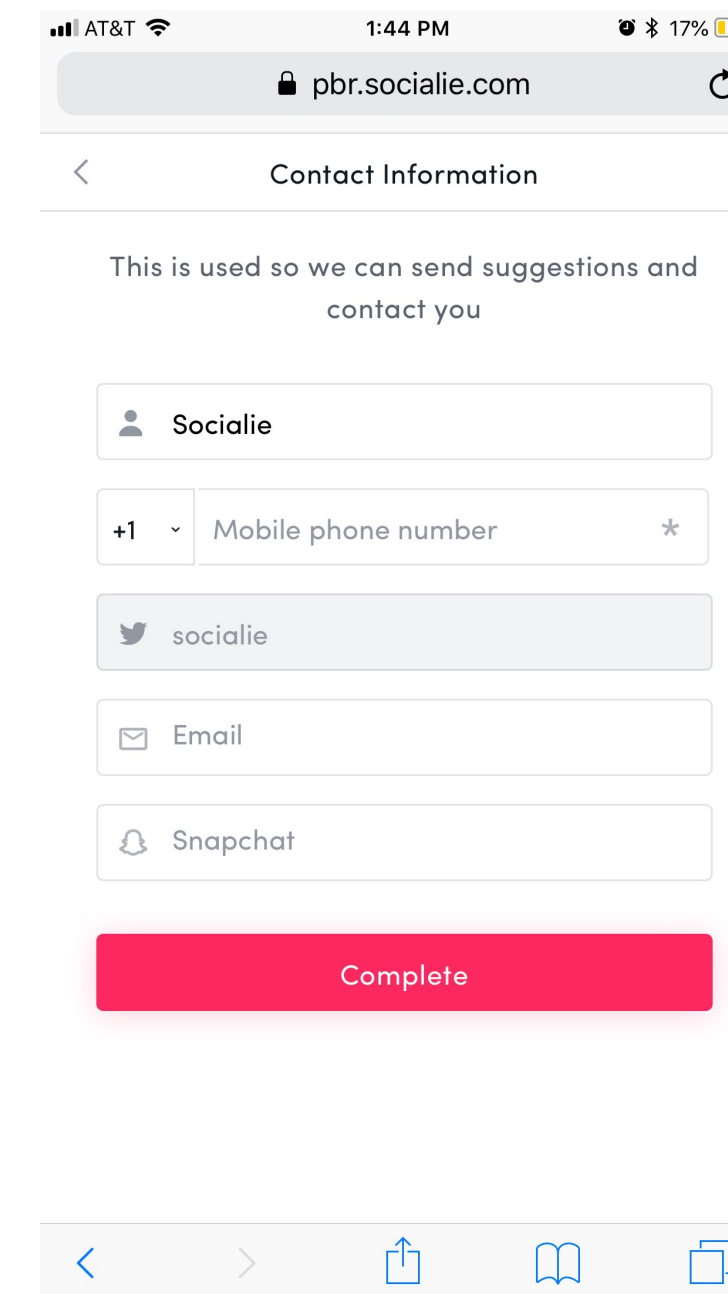 AT&T 1:44 PM 17%
pbr.socialie.com
Contact Information
This is used so we can send suggestions and
contact you
Socialie
+1 Mobile phone number *
socialie
Email
Snapchat
Complete